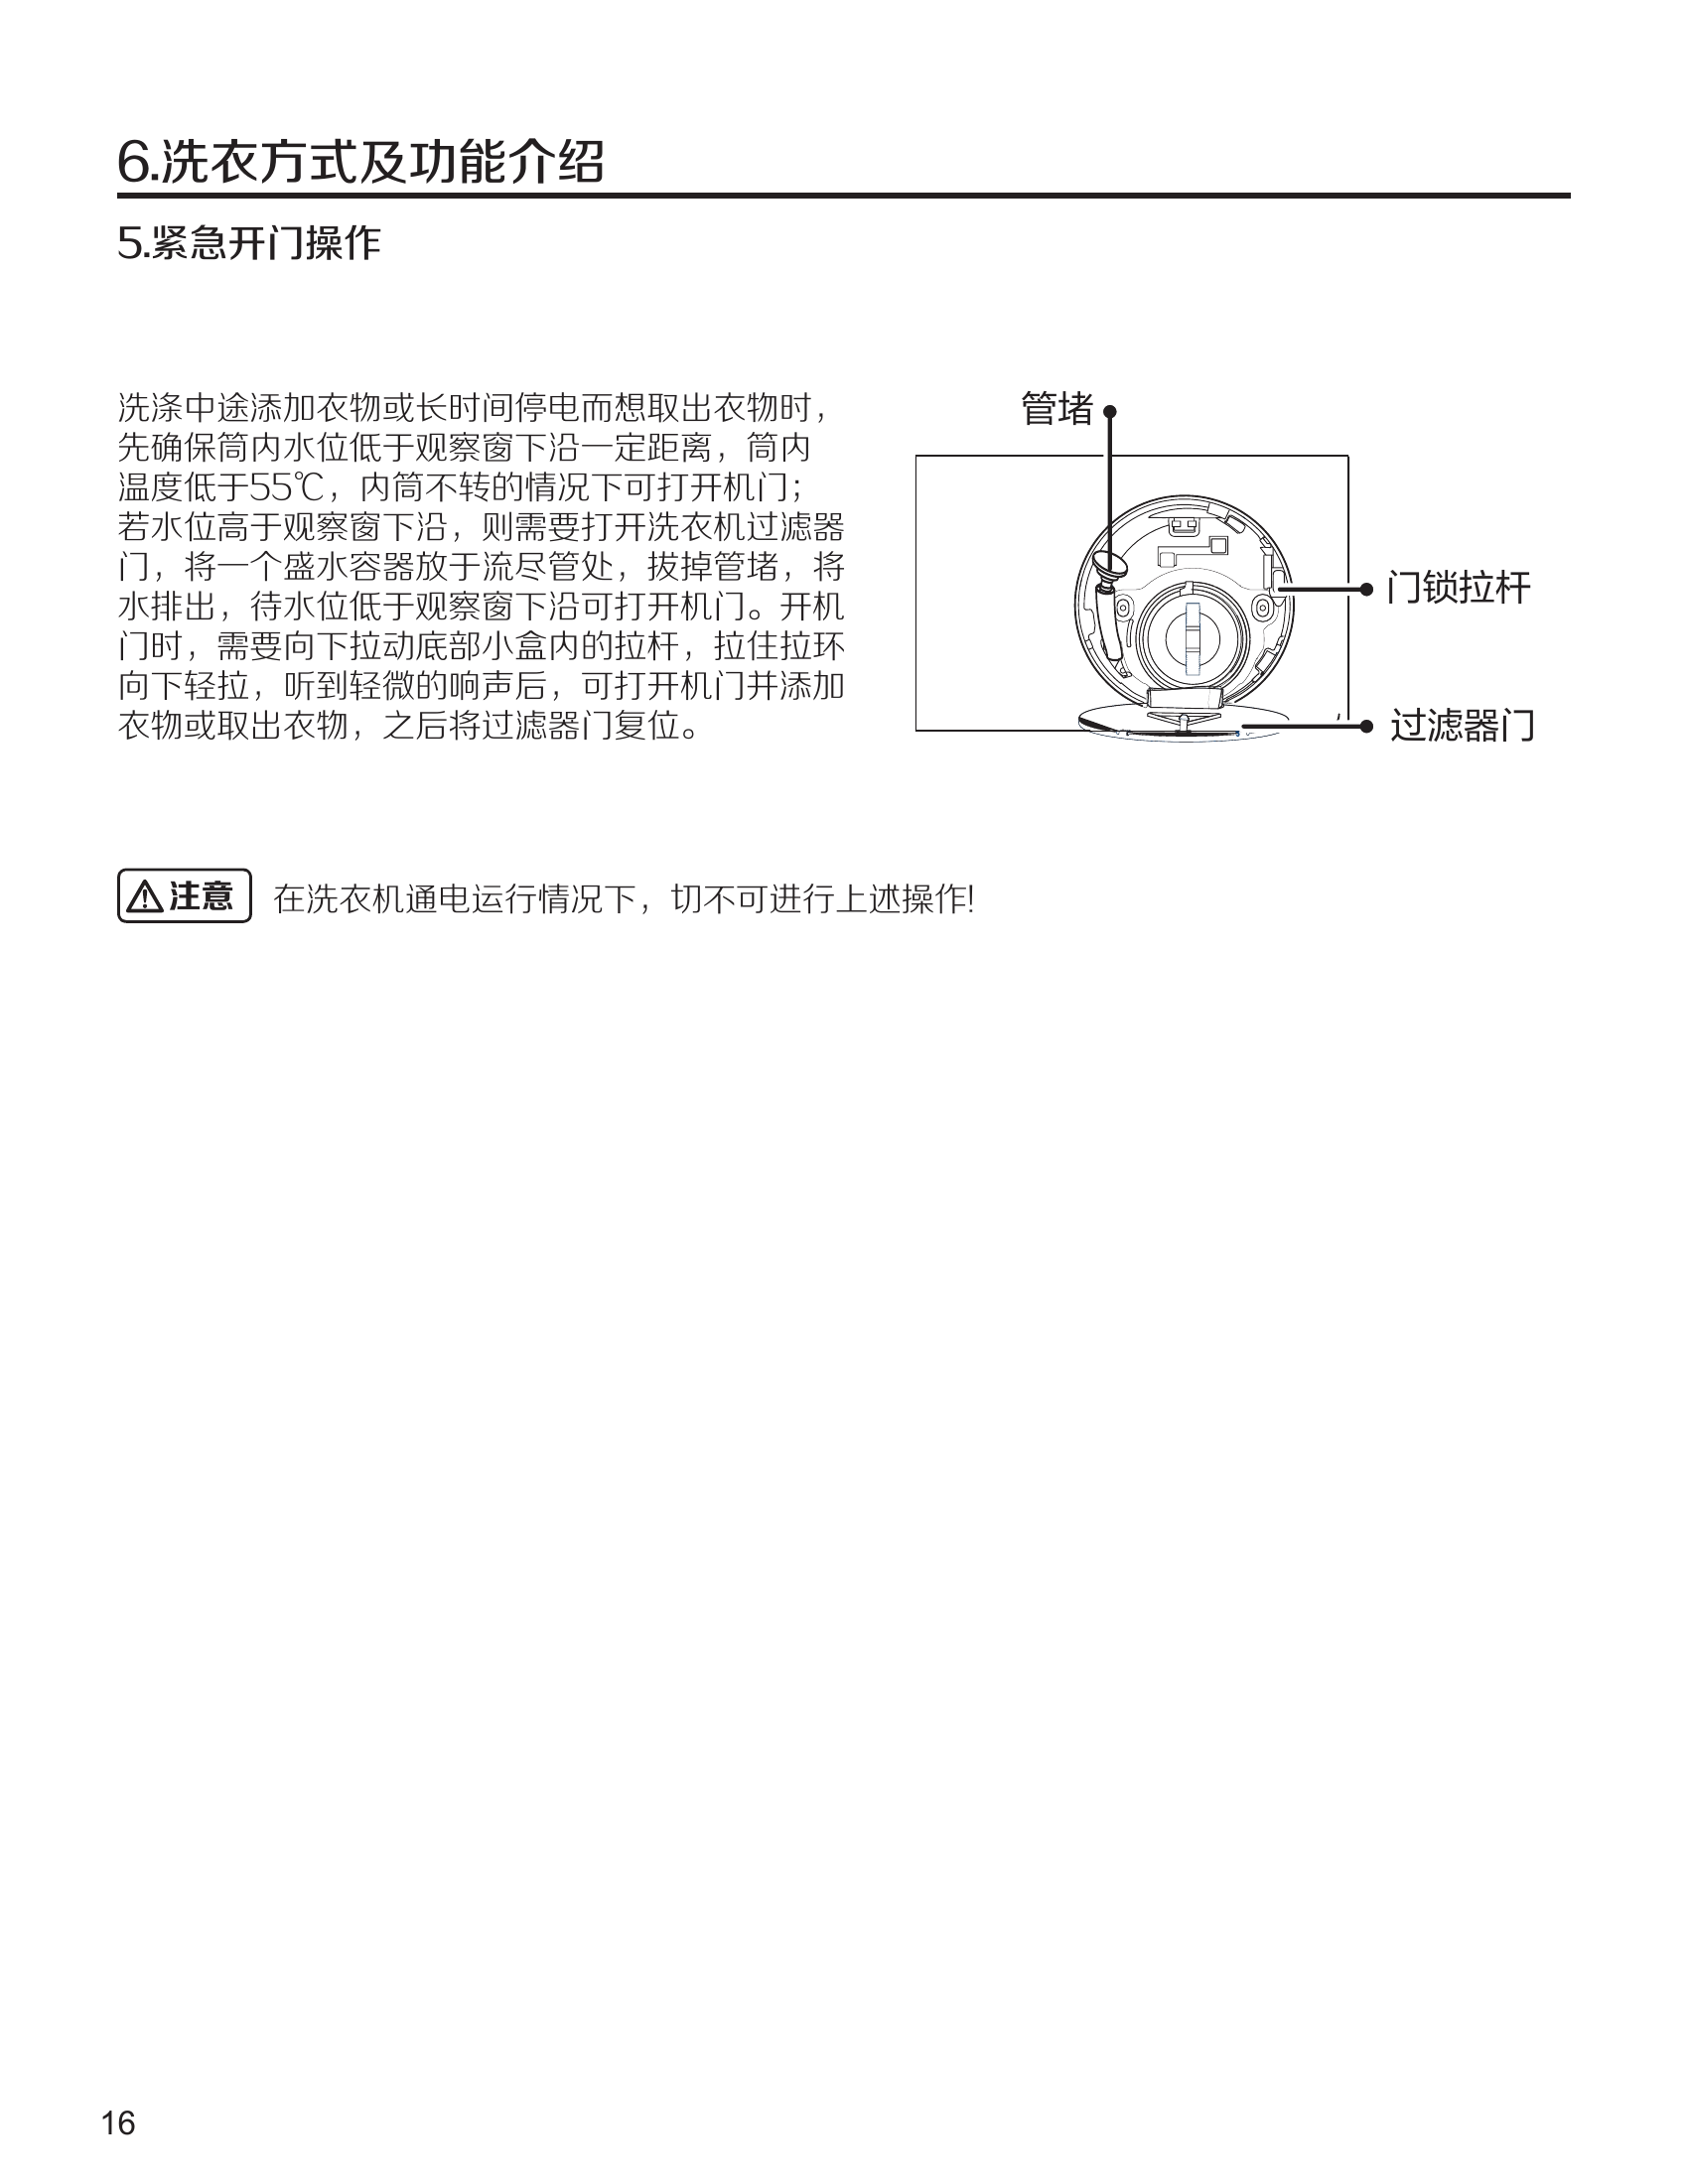 6.洗衣方式及功能介绍
5.紧急开门操作
洗涤中途添加衣物或长时间停电而想取出衣物时，
先确保筒内水位低于观察窗下沿一定距离，筒内
温度低于55℃，内筒不转的情况下可打开机门；
若水位高于观察窗下沿，则需要打开洗衣机过滤器
门，将一个盛水容器放于流尽管处，拔掉管堵，将
水排出，待水位低于观察窗下沿可打开机门。开机
门时，需要向下拉动底部小盒内的拉杆，拉住拉环
向下轻拉，听到轻微的响声后，可打开机门并添加
衣物或取出衣物，之后将过滤器门复位。
管堵
门锁拉杆
过滤器门
注意 在洗衣机通电运行情况下，切不可进行上述操作!
16